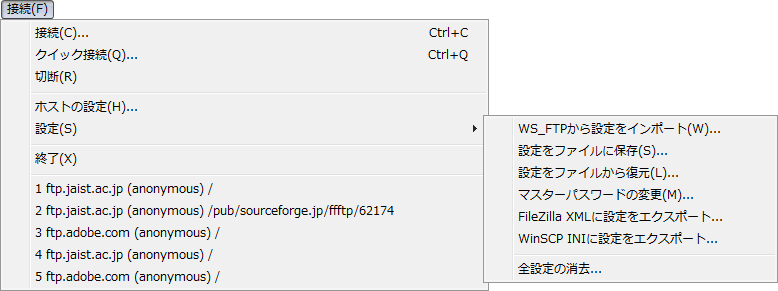 接続(F)
接続(C)... Ctrl+C
クイック接続(Q)... Ctrl+Q
切断(R)
ホストの設定(H)...
設定(S)
終了(X)
1 ftp.jaist.ac.jp (anonymous) /
2 ftp.jaist.ac.jp (anonymous) /pub/sourceforge.jp/ffftp/62174
3 ftp.adobe.com (anonymous) /
4 ftp.jaist.ac.jp (anonymous) /
5 ftp.adobe.com (anonymous) /
WS_FTPから設定をインポート(W)...
設定をファイルに保存(S)...
設定をファイルから復元(L)...
マスターパスワードの変更(M)...
FileZilla XMLに設定をエクスポート...
WinSCP INIに設定をエクスポート...
全設定の消去...